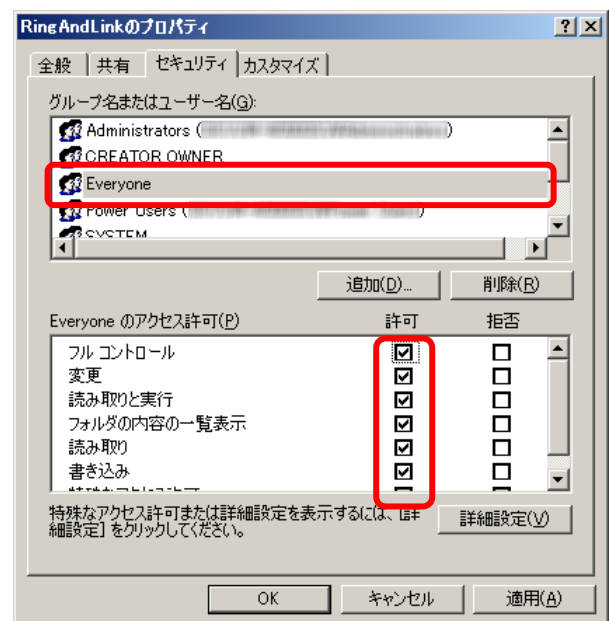 RingAndLinkのプロパティ
全般 共有 セキュリティ カスタマイズ
グループ名またはユーザー名(G):
Administrators ( )
CREATOR OWNER
Everyone
Power Users ( )
SYSTEM
追加(D)... 削除(R)
Everyone のアクセス許可(P) 許可 拒否
フル コントロール
変更
読み取りと実行
フォルダの内容の一覧表示
読み取り
書き込み
特殊なアクセス許可または詳細設定を表示するには、[詳
細設定] をクリックしてください。
詳細設定(V)
OK キャンセル 適用(A)